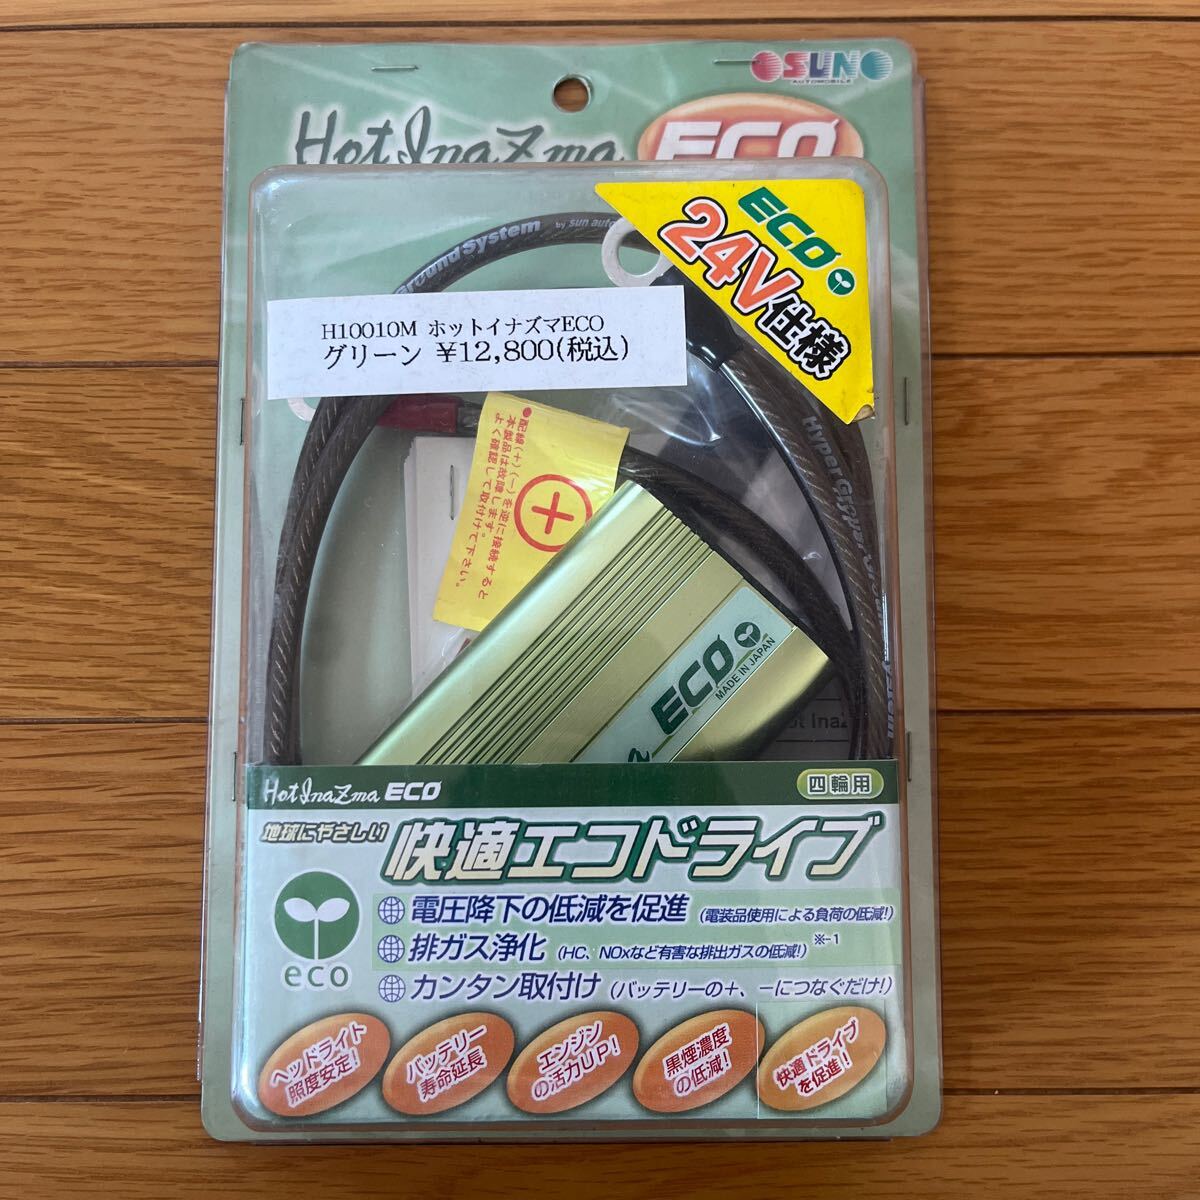 SUN
AUTOMOBILE
Hot InaZma ECO
ECO
24V仕様
Ground System by sun auto
H10010M ホットイナズマECO
グリーン ¥12,800(税込)
●配線(+)(-)を逆に接続すると
本製品は故障します。
よく確認して取付けて下さい。
+
Hyper Ground
ECO
MADE IN JAPAN
Hot InaZma ECO
四輪用
地球にやさしい
快適エコドライブ
eco
電圧降下の低減を促進 (電装品使用による負荷の低減!)
排ガス浄化 (HC、NOxなど有害な排出ガスの低減!) ※-1
カンタン取付け (バッテリーの+、-につなぐだけ!)
ヘッドライト
照度安定!
バッテリー
寿命延長
エンジン
の活力UP!
黒煙濃度
の低減!
快適ドライブ
を促進!